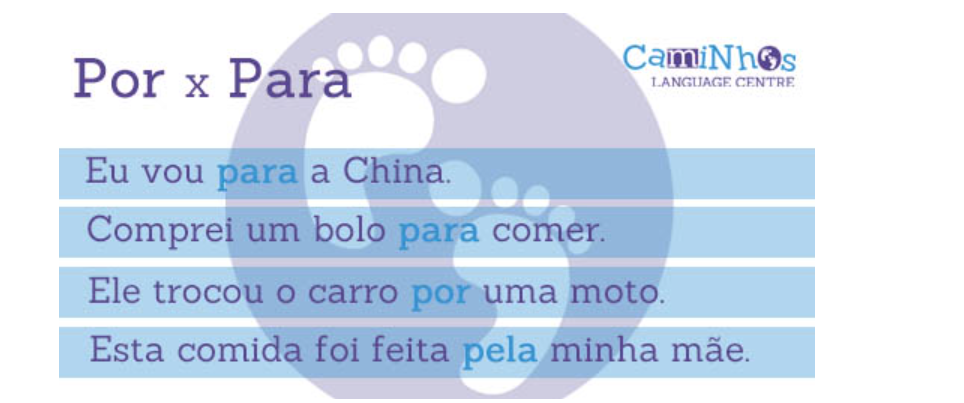 Por x Para
CamiNhos
LANGUAGE CENTRE
Eu vou para a China.
Comprei um bolo para comer.
Ele trocou o carro por uma moto.
Esta comida foi feita pela minha mãe.